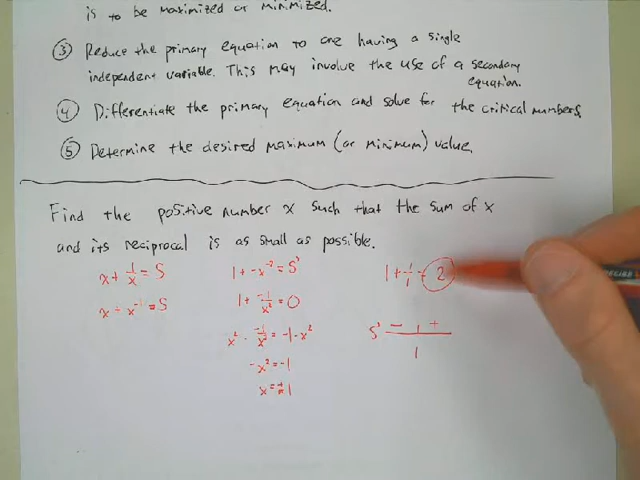 is to be maximized or minimized.
③ Reduce the primary equation to one having a single
independent variable. This may involve the use of a secondary
equation.
④ Differentiate the primary equation and solve for the critical numbers.
⑤ Determine the desired maximum (or minimum) value.
Find the positive number x such that the sum of x
and its reciprocal is as small as possible.
x + 1/x = S
x + x⁻¹ = S
1 + -x⁻² = S'
1 + -1/x² = 0
x² · -1/x² = -1 · x²
-x² = -1
x = ±1
1 + 1/1 = 2
S' - | +
1